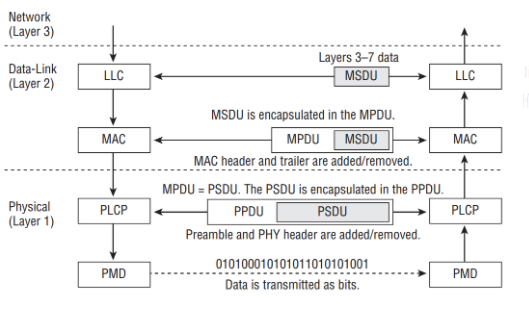 Network
(Layer 3)
Layers 3–7 data
Data-Link
(Layer 2)
LLC
MSDU
LLC
MSDU is encapsulated in the MPDU.
MAC
MPDU
MSDU
MAC
MAC header and trailer are added/removed.
MPDU = PSDU. The PSDU is encapsulated in the PPDU.
Physical
(Layer 1)
PLCP
PPDU
PSDU
PLCP
Preamble and PHY header are added/removed.
PMD
010100010101011010101001
PMD
Data is transmitted as bits.